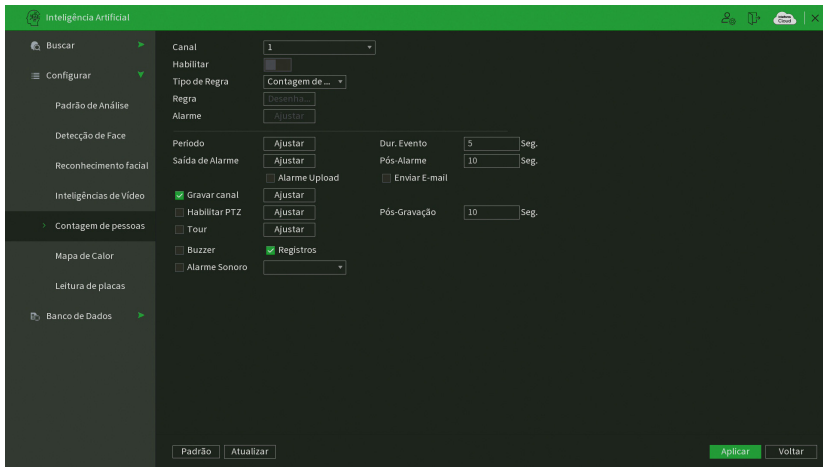 Inteligência Artificial
Buscar
Configurar
Padrão de Análise
Detecção de Face
Reconhecimento facial
Inteligências de Vídeo
Contagem de pessoas
Mapa de Calor
Leitura de placas
Banco de Dados
Canal 1
Habilitar
Tipo de Regra Contagem de ...
Regra Desenha...
Alarme Ajustar
Periodo Ajustar Dur. Evento 5 Seg.
Saída de Alarme Ajustar Pós-Alarme 10 Seg.
Alarme Upload Enviar E-mail
Gravar canal Ajustar
Habilitar PTZ Ajustar Pós-Gravação 10 Seg.
Tour Ajustar
Buzzer Registros
Alarme Sonoro
Padrão Atualizar Aplicar Voltar